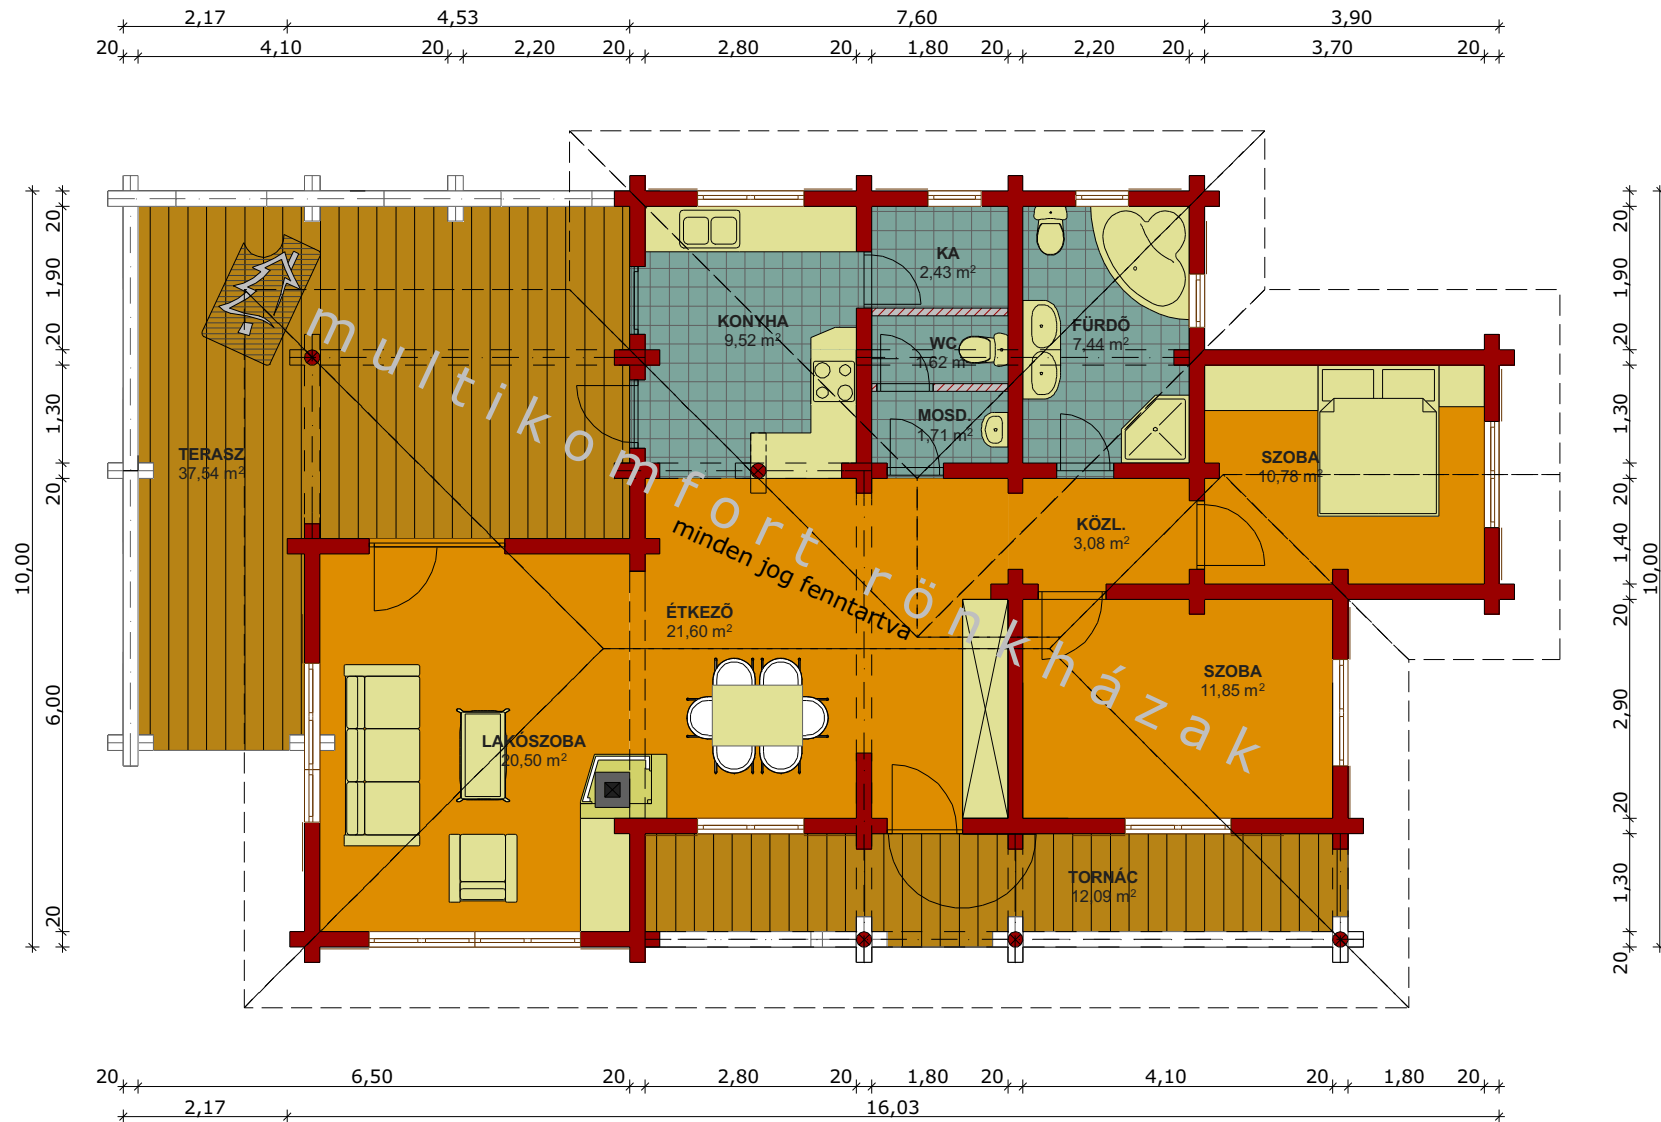 2,17 4,53 7,60 3,90
20 4,10 20 2,20 20 2,80 20 1,80 20 2,20 20 3,70 20
10,00
20 1,90 20 1,30 20 6,00 20
20 1,90 20 1,30 20 1,40 20 2,90 20 1,30 20
10,00
KA
2,43 m²
KONYHA
9,52 m²
FÜRDŐ
7,44 m²
WC
1,62 m
MOSD.
1,71 m²
TERASZ
37,54 m²
SZOBA
10,78 m²
KÖZL.
3,08 m²
ÉTKEZŐ
21,60 m²
SZOBA
11,85 m²
LAKÓSZOBA
20,50 m²
TORNÁC
12,09 m²
multikomfort rönkházak
minden jog fenntartva
20 6,50 20 2,80 20 1,80 20 4,10 20 1,80 20
2,17 16,03